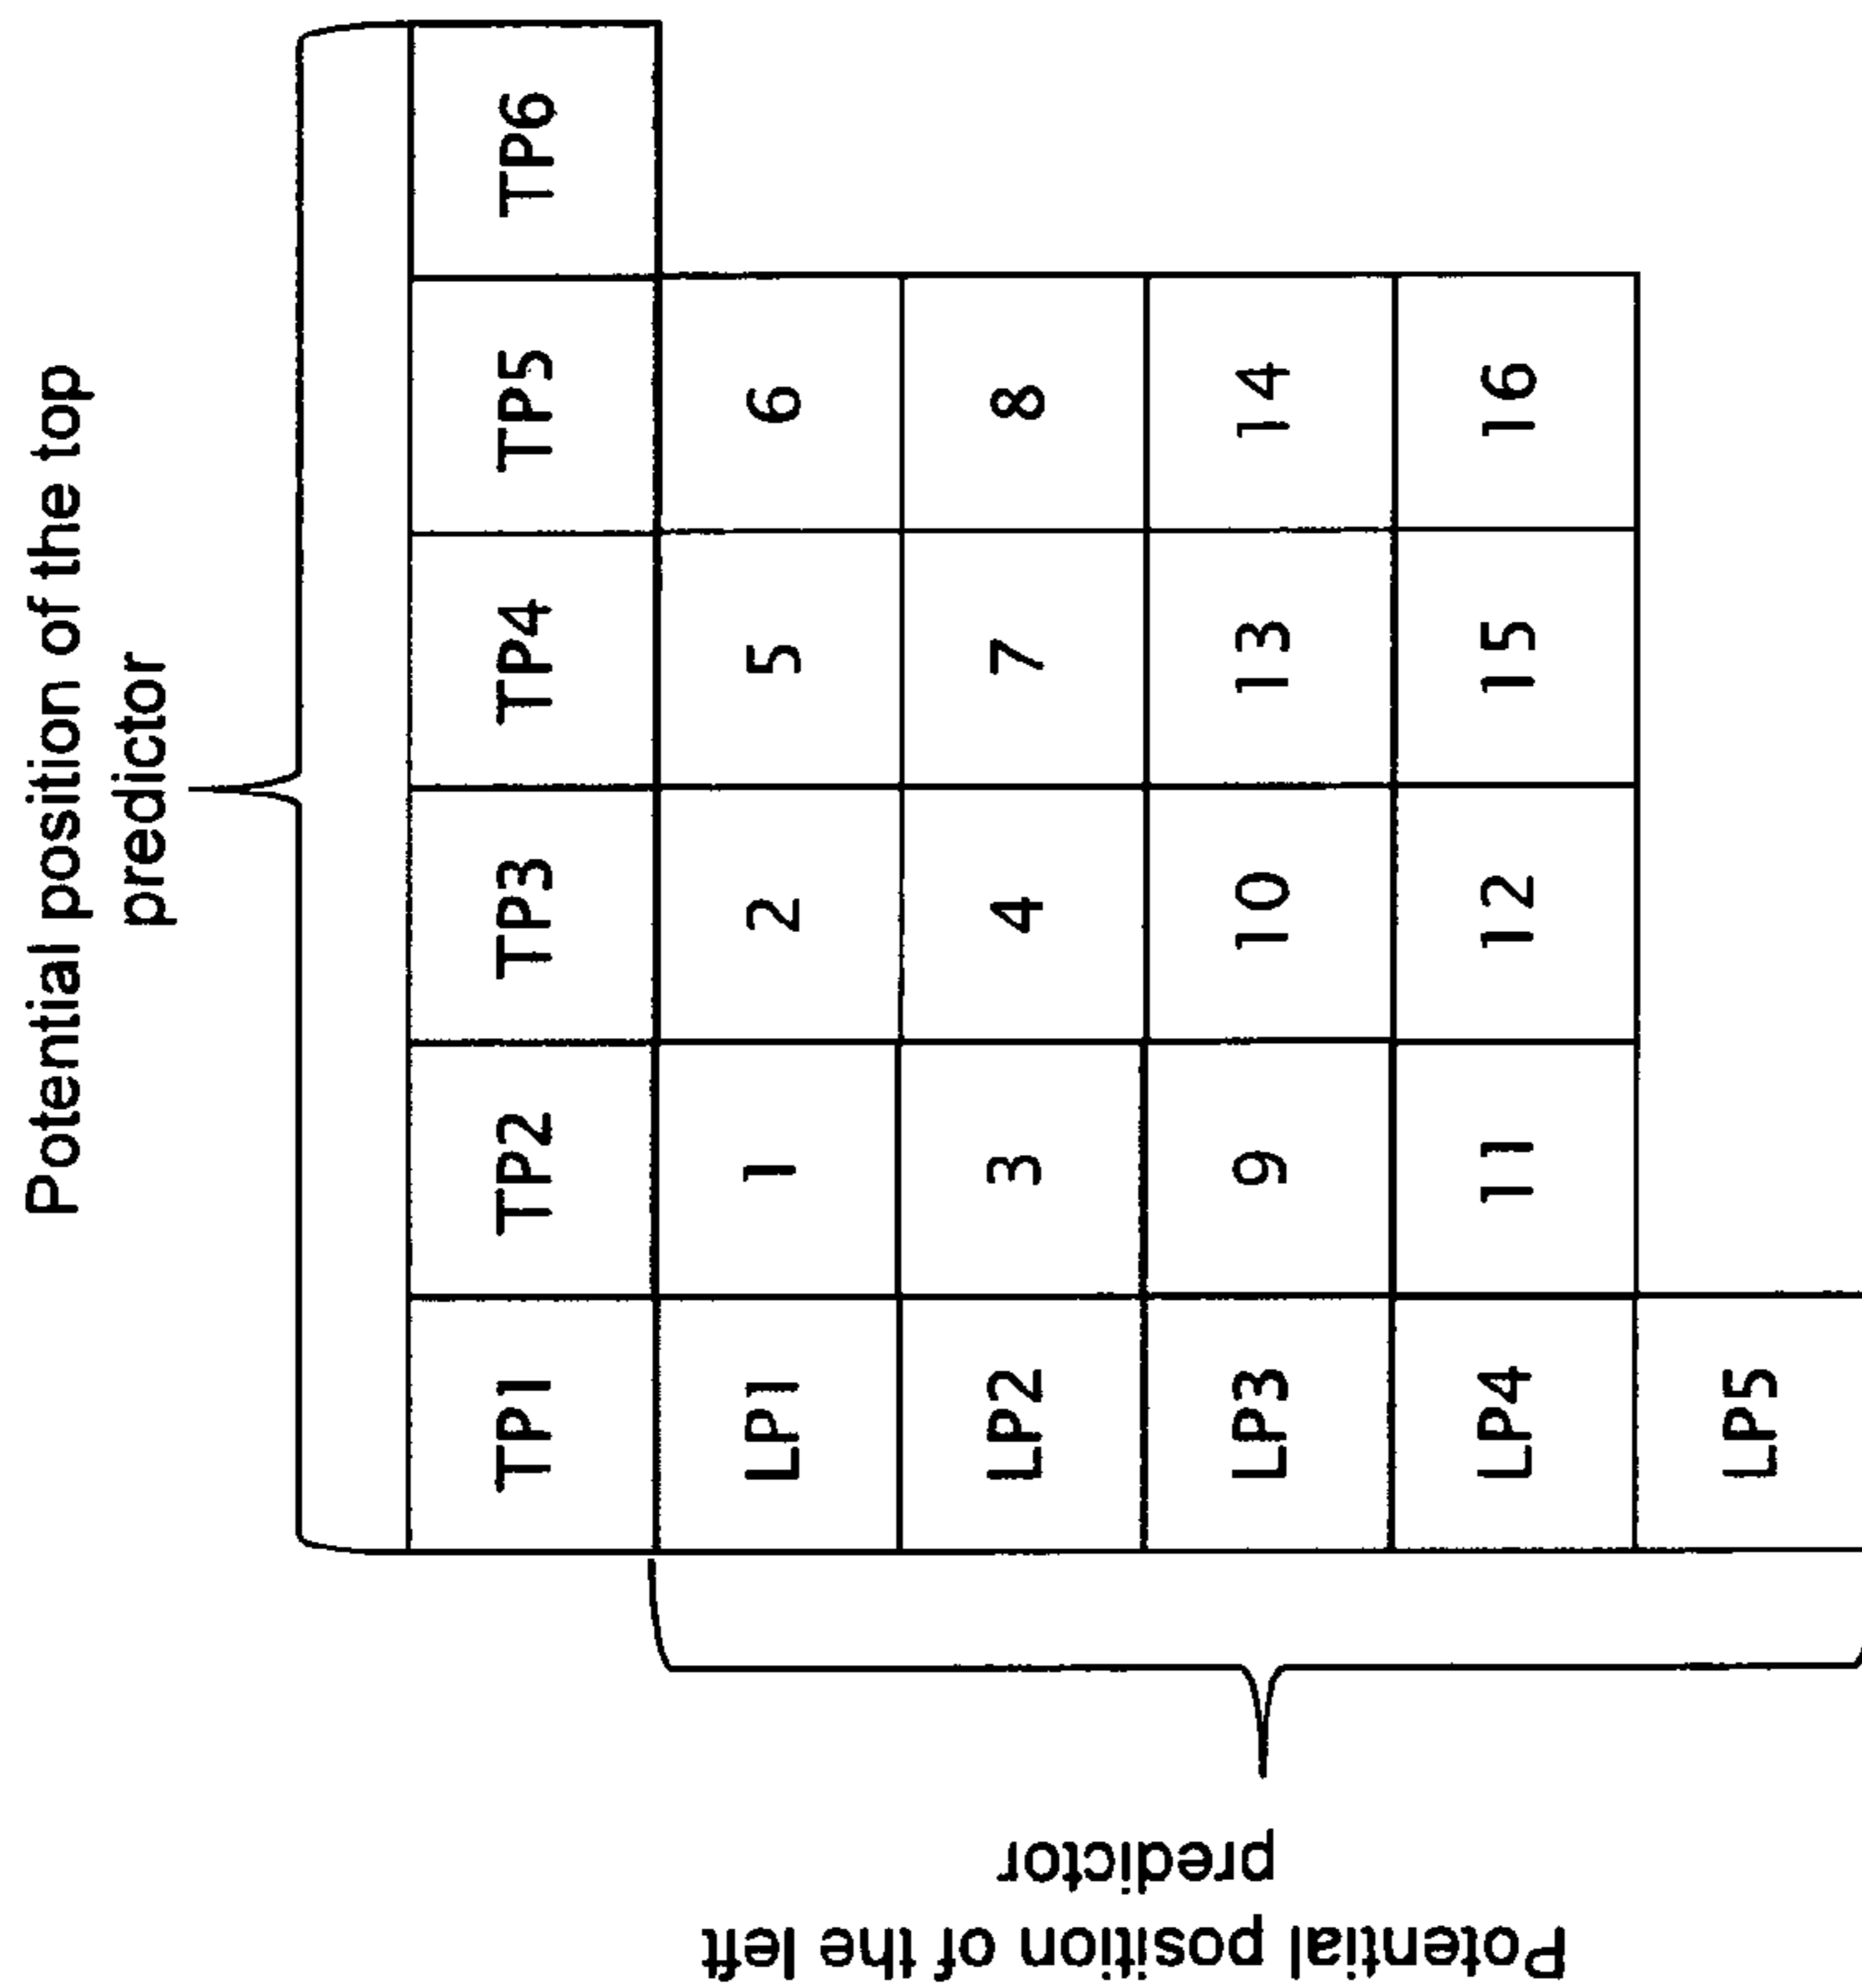 Potential position of the top
predictor
TP1 TP2 TP3 TP4 TP5 TP6
LP1 1 2 5 6
LP2 3 4 7 8
LP3 9 10 13 14
LP4 11 12 15 16
LP5
Potential position of the left
predictor